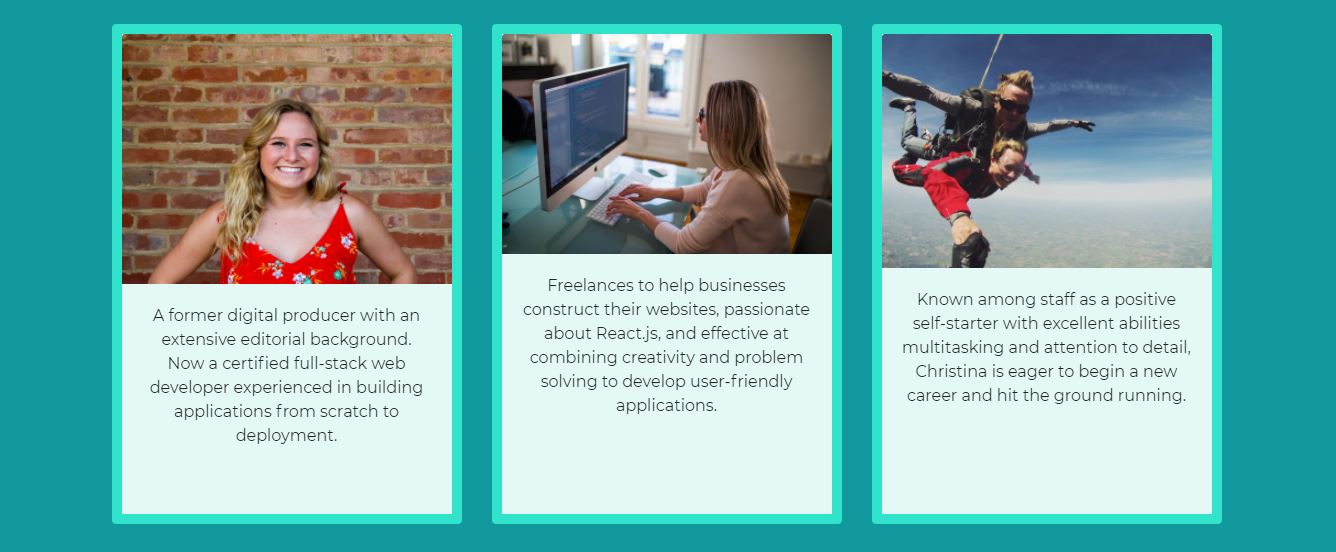 A former digital producer with an
extensive editorial background.
Now a certified full-stack web
developer experienced in building
applications from scratch to
deployment.
Freelances to help businesses
construct their websites, passionate
about React.js, and effective at
combining creativity and problem
solving to develop user-friendly
applications.
Known among staff as a positive
self-starter with excellent abilities
multitasking and attention to detail,
Christina is eager to begin a new
career and hit the ground running.